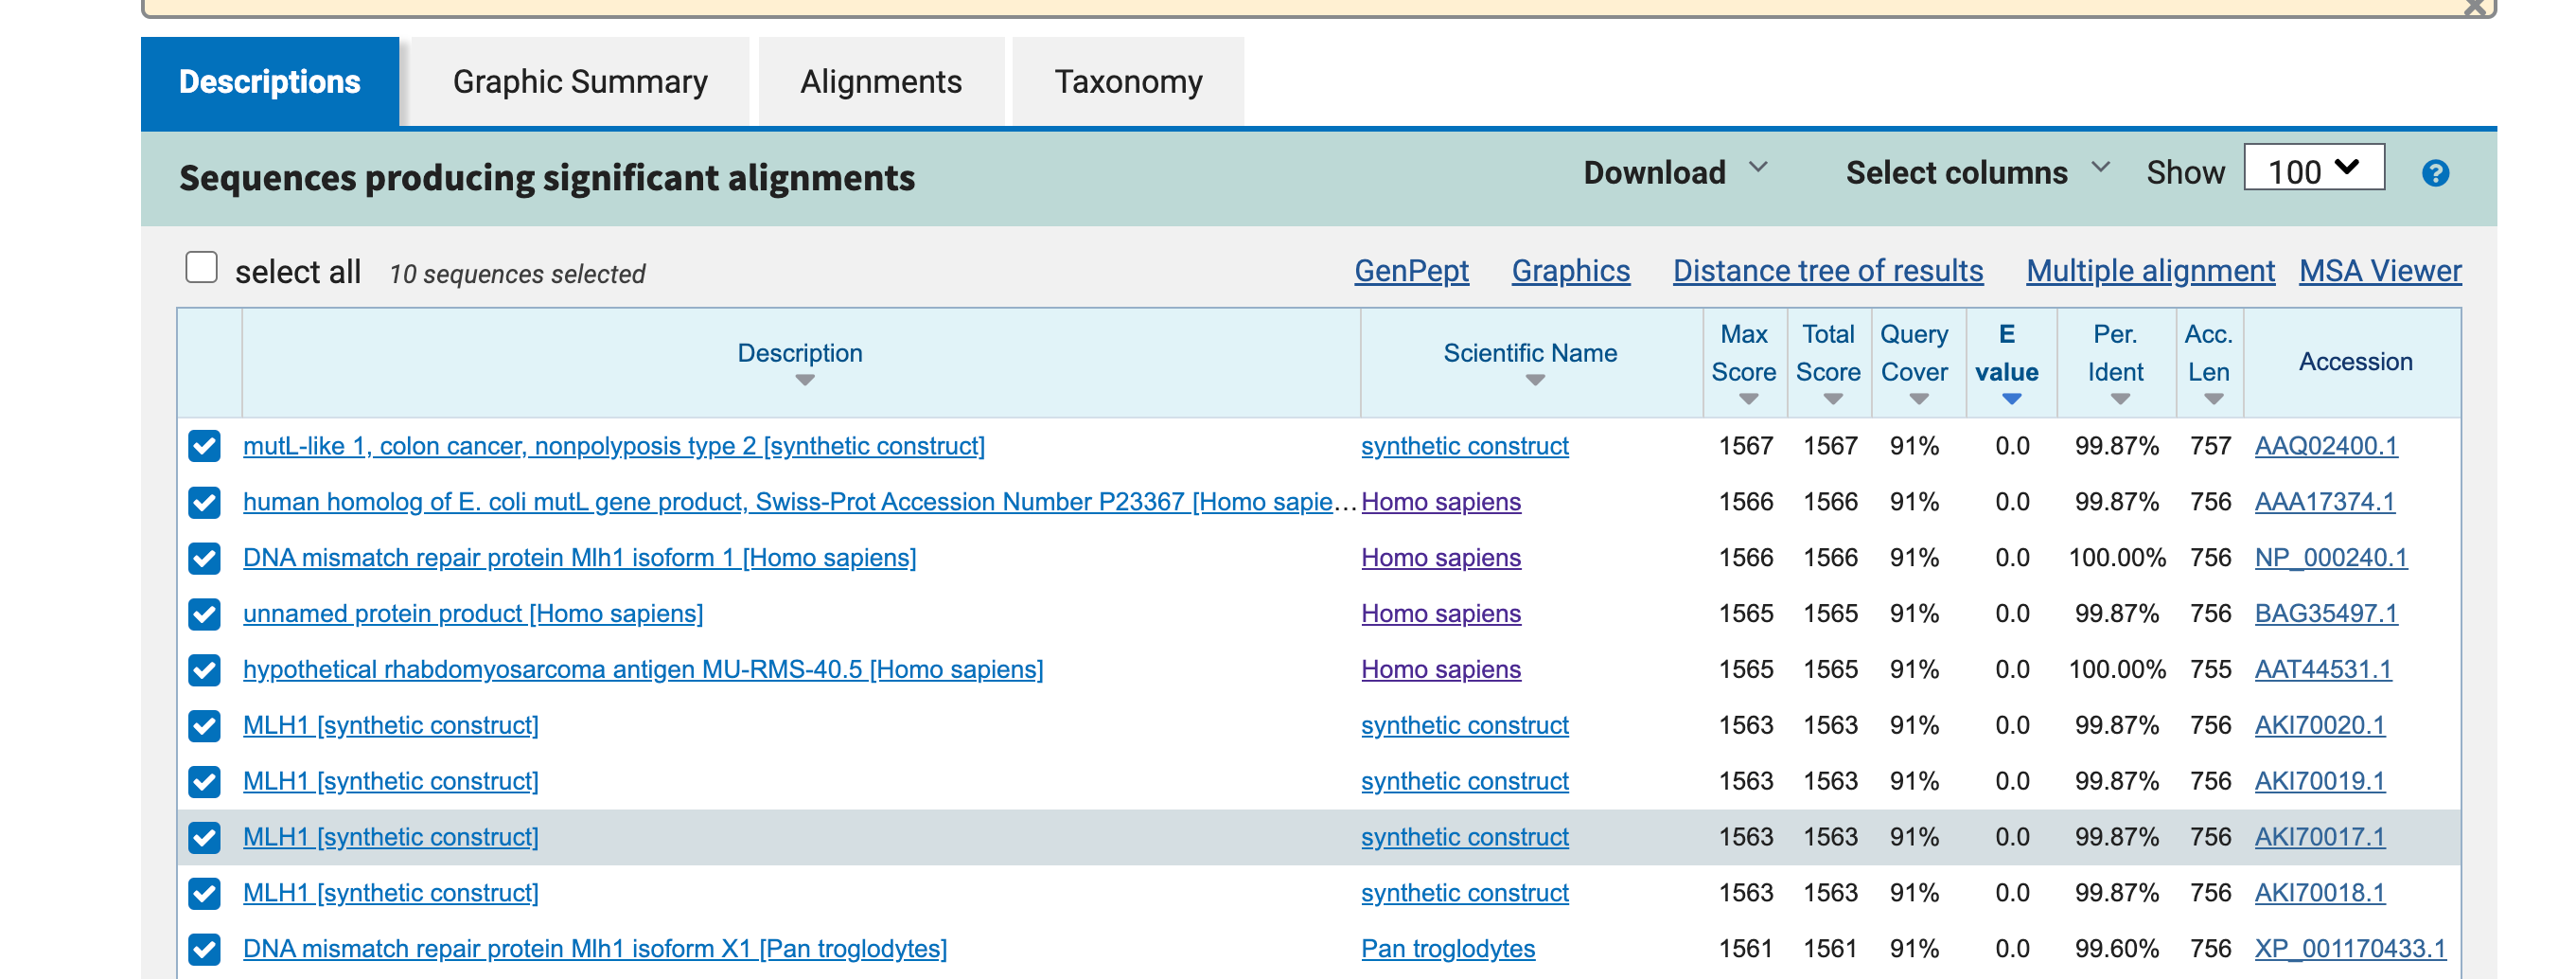 Descriptions Graphic Summary Alignments Taxonomy
Sequences producing significant alignments Download Select columns Show 100 ?
select all 10 sequences selected GenPept Graphics Distance tree of results Multiple alignment MSA Viewer
Description Scientific Name Max Score Total Score Query Cover E value Per. Ident Acc. Len Accession
mutL-like 1, colon cancer, nonpolyposis type 2 [synthetic construct] synthetic construct 1567 1567 91% 0.0 99.87% 757 AAQ02400.1
human homolog of E. coli mutL gene product, Swiss-Prot Accession Number P23367 [Homo sapie... Homo sapiens 1566 1566 91% 0.0 99.87% 756 AAA17374.1
DNA mismatch repair protein Mlh1 isoform 1 [Homo sapiens] Homo sapiens 1566 1566 91% 0.0 100.00% 756 NP_000240.1
unnamed protein product [Homo sapiens] Homo sapiens 1565 1565 91% 0.0 99.87% 756 BAG35497.1
hypothetical rhabdomyosarcoma antigen MU-RMS-40.5 [Homo sapiens] Homo sapiens 1565 1565 91% 0.0 100.00% 755 AAT44531.1
MLH1 [synthetic construct] synthetic construct 1563 1563 91% 0.0 99.87% 756 AKI70020.1
MLH1 [synthetic construct] synthetic construct 1563 1563 91% 0.0 99.87% 756 AKI70019.1
MLH1 [synthetic construct] synthetic construct 1563 1563 91% 0.0 99.87% 756 AKI70017.1
MLH1 [synthetic construct] synthetic construct 1563 1563 91% 0.0 99.87% 756 AKI70018.1
DNA mismatch repair protein Mlh1 isoform X1 [Pan troglodytes] Pan troglodytes 1561 1561 91% 0.0 99.60% 756 XP_001170433.1